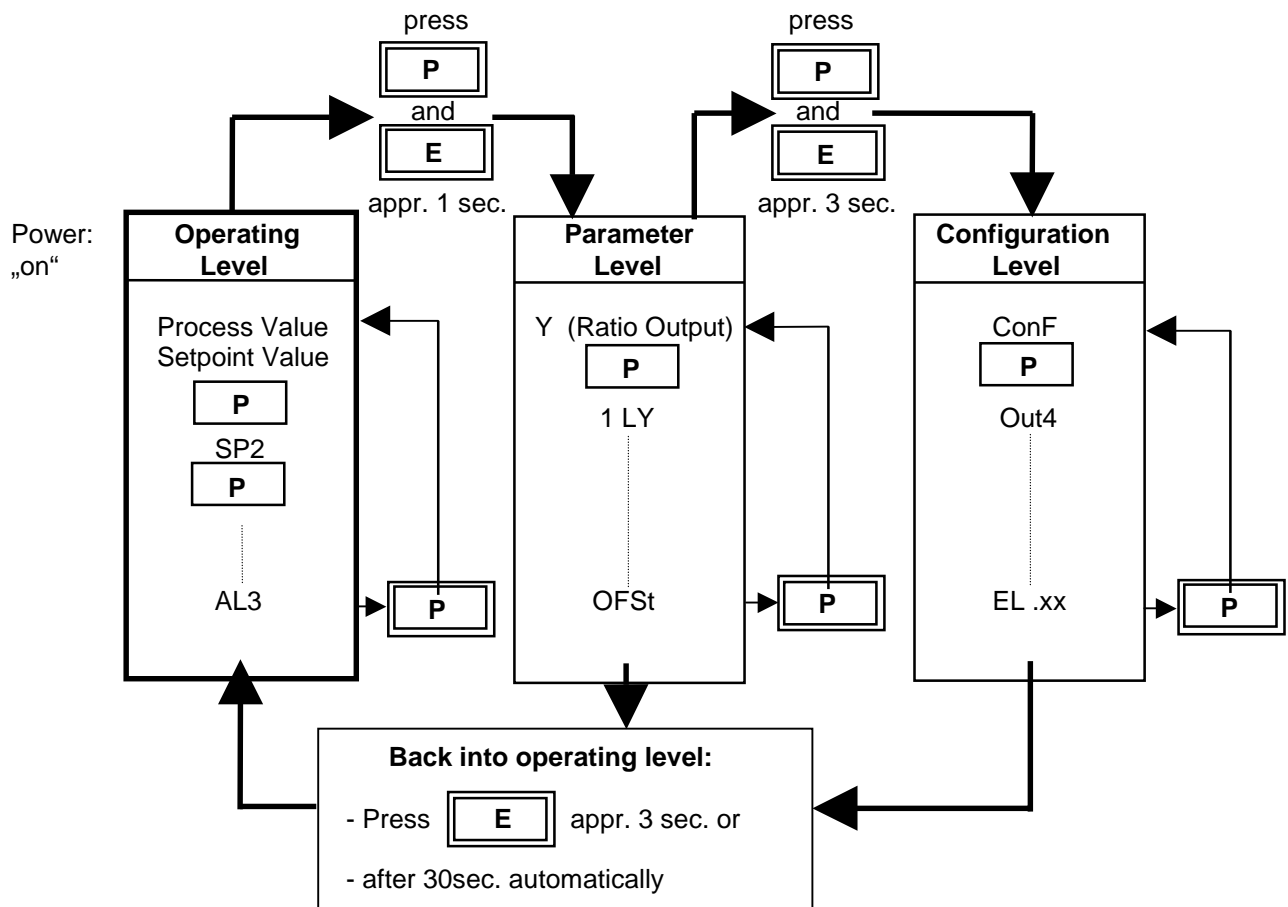 press
P
and
E
appr. 1 sec.
press
P
and
E
appr. 3 sec.
Power:
„on“
Operating
Level
Process Value
Setpoint Value
P
SP2
P
AL3
P
Parameter
Level
Y (Ratio Output)
P
1 LY
OFSt
P
Configuration
Level
ConF
P
Out4
EL .xx
P
Back into operating level:
- Press E appr. 3 sec. or
- after 30sec. automatically